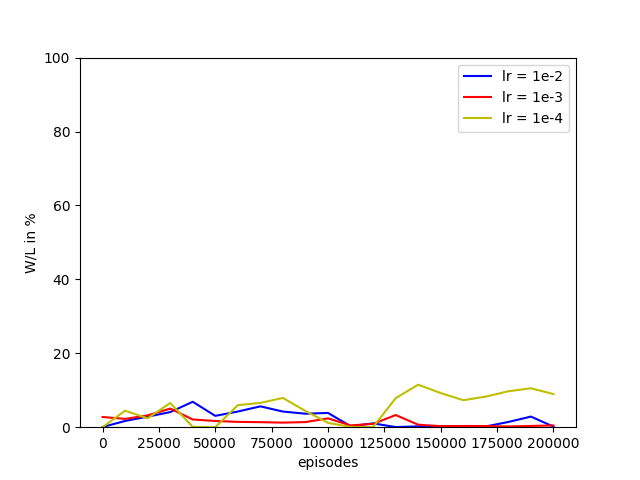 100
80
60
40
20
0
W/L in %
lr = 1e-2
lr = 1e-3
lr = 1e-4
0 25000 50000 75000 100000 125000 150000 175000 200000
episodes